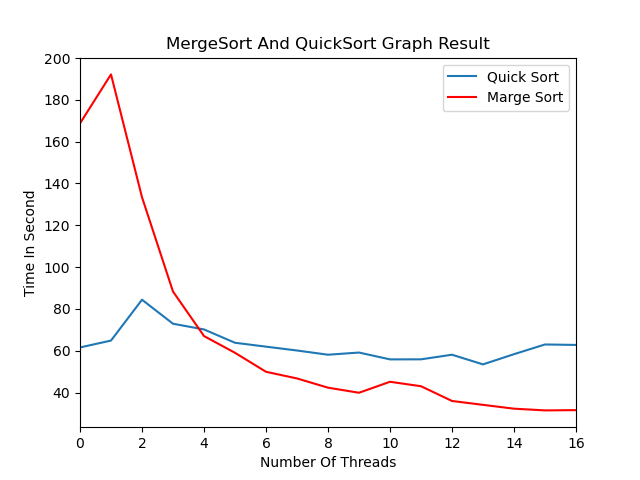 MergeSort And QuickSort Graph Result
200
180
160
140
120
100
80
60
40
Time In Second
Quick Sort
Marge Sort
0 2 4 6 8 10 12 14 16
Number Of Threads